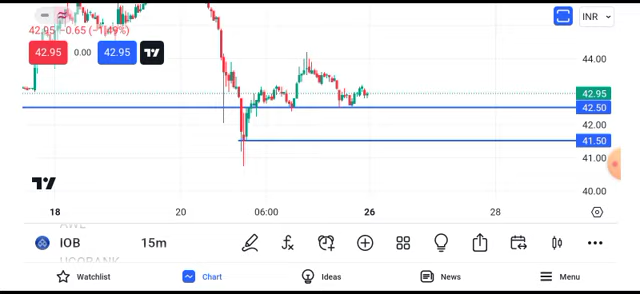 INR
42.95 −0.65 (−1.49%)
42.95 0.00 42.95
44.00
42.95
42.50
42.00
41.50
41.00
40.00
18 20 06:00 26 28
AWL
IOB 15m
UCOBANK
Watchlist Chart Ideas News Menu